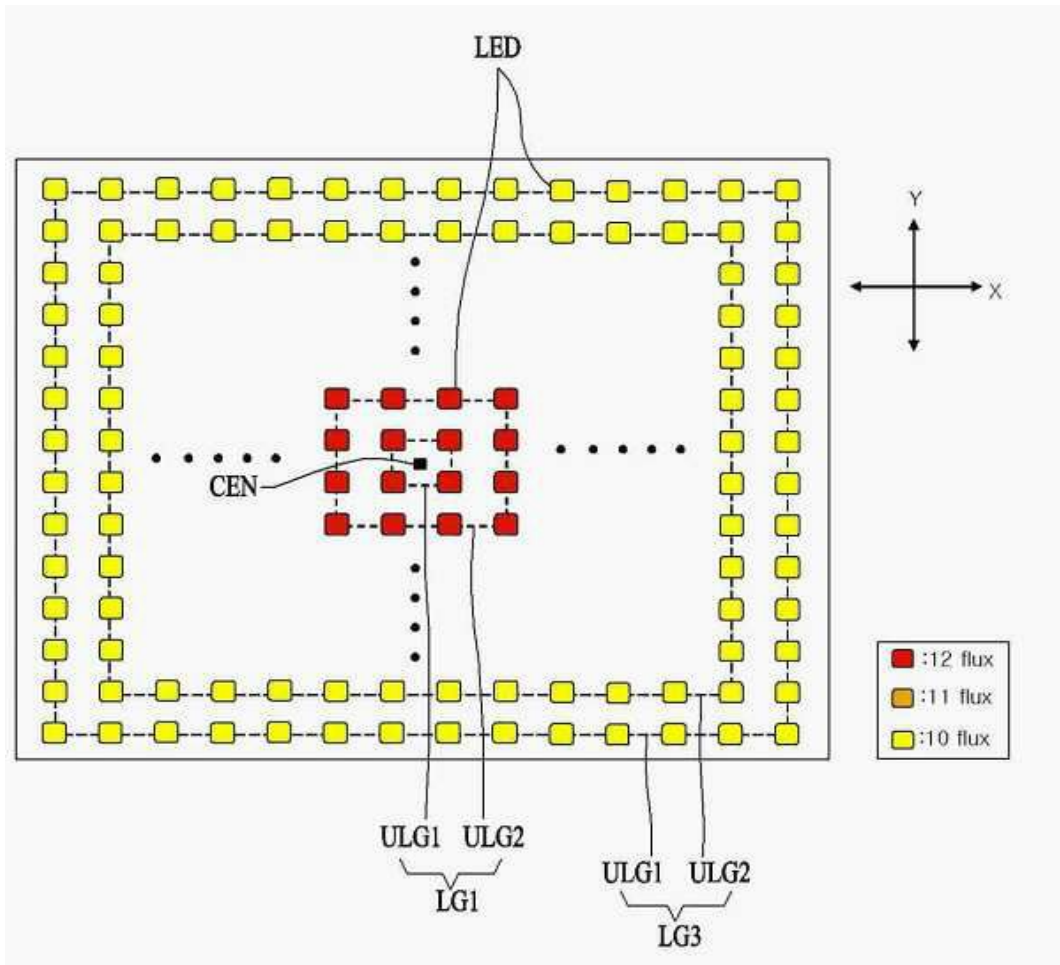 LED
Y
X
CEN
:12 flux
:11 flux
:10 flux
ULG1 ULG2
LG1
ULG1 ULG2
LG3